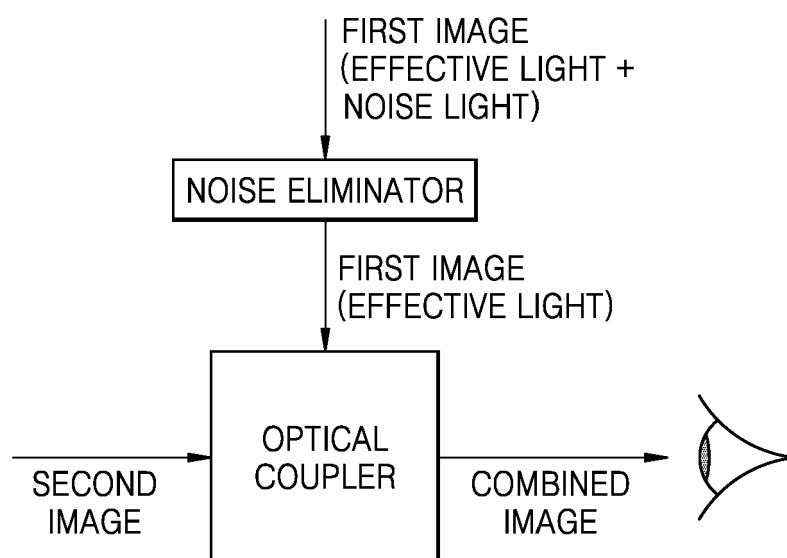 FIRST IMAGE
(EFFECTIVE LIGHT +
NOISE LIGHT)
NOISE ELIMINATOR
FIRST IMAGE
(EFFECTIVE LIGHT)
OPTICAL
COUPLER
SECOND
IMAGE
COMBINED
IMAGE